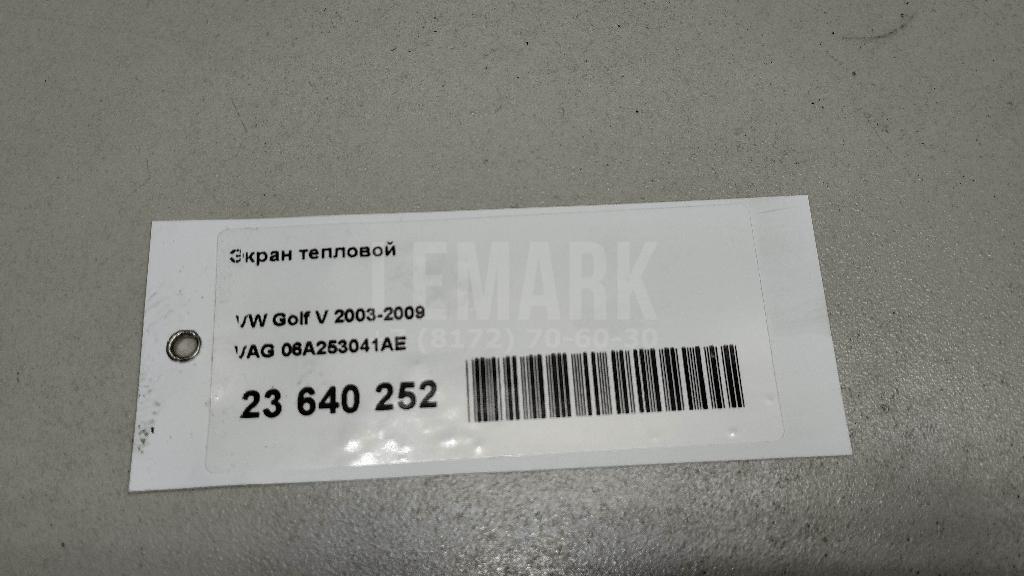 Экран тепловой
LEMARK
(8172) 70-60-30
VW Golf V 2003-2009
VAG 06A253041AE
23 640 252